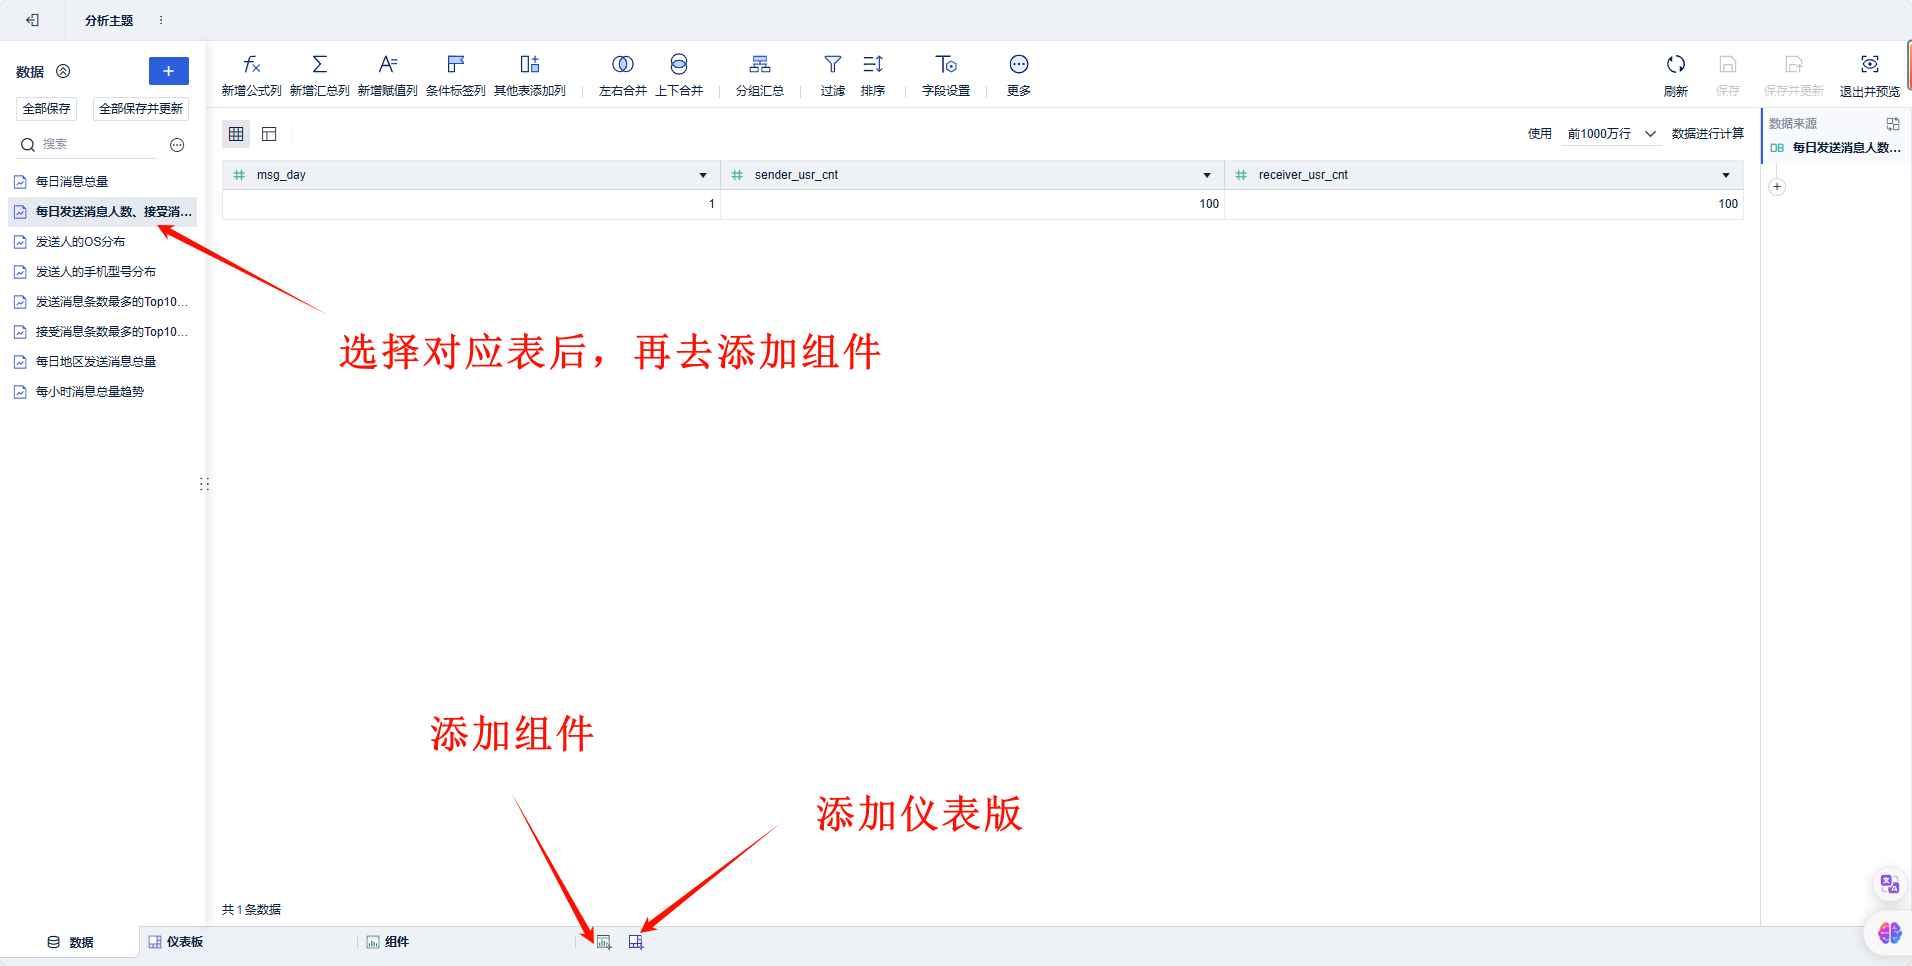 分析主题
数据
+
全部保存
全部保存并更新
搜索
每日消息总量
每日发送消息人数、接受消...
发送人的OS分布
发送人的手机型号分布
发送消息条数最多的Top10...
接受消息条数最多的Top10...
每日地区发送消息总量
每小时消息总量趋势
新增公式列
新增汇总列
新增赋值列
条件标签列
其他表添加列
左右合并
上下合并
分组汇总
过滤
排序
字段设置
更多
刷新
保存
保存并更新
退出并预览
使用 前1000万行 数据进行计算
数据来源
DB 每日发送消息人数...
msg_day sender_usr_cnt receiver_usr_cnt
1 100 100
选择对应表后，再去添加组件
添加组件
添加仪表版
共1条数据
数据
仪表板
组件